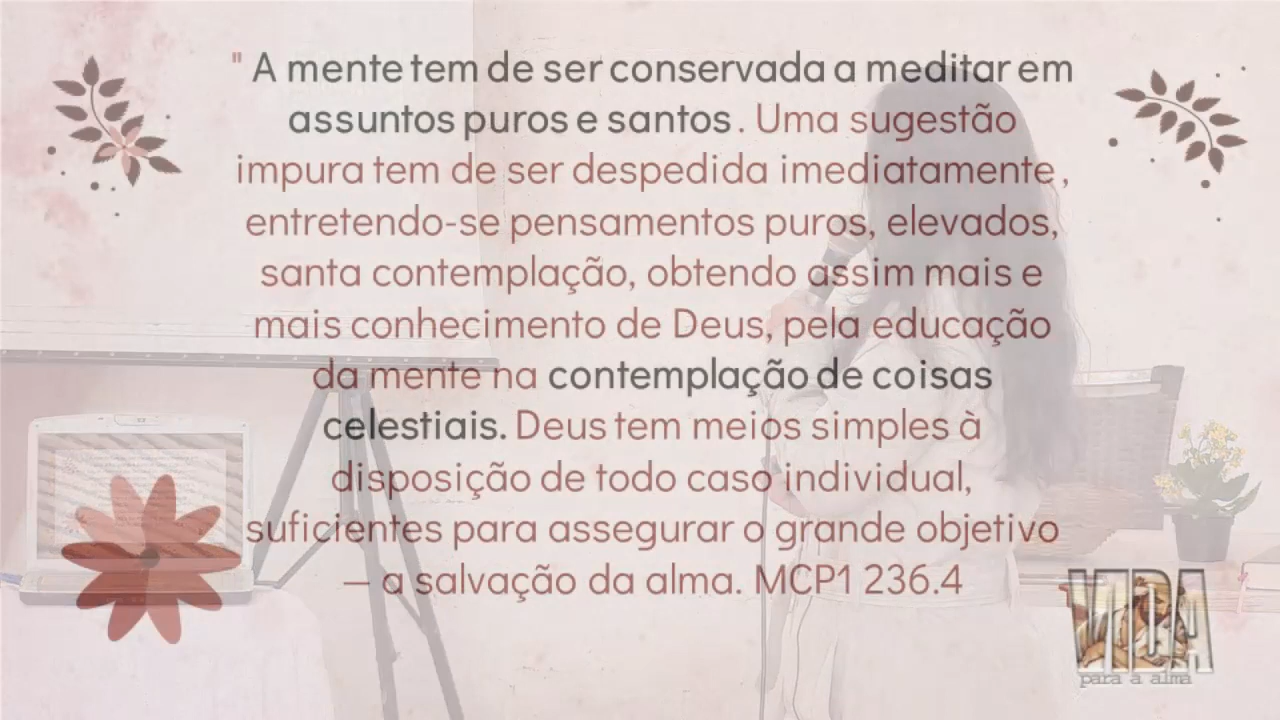 " A mente tem de ser conservada a meditar em
assuntos puros e santos . Uma sugestão
impura tem de ser despedida imediatamente ,
entretendo-se pensamentos puros, elevados,
santa contemplação, obtendo assim mais e
mais conhecimento de Deus, pela educação
da mente na contemplação de coisas
celestiais. Deus tem meios simples à
disposição de todo caso individual,
suficientes para assegurar o grande objetivo
— a salvação da alma. MCP1 236.4
VIDA
para a alma